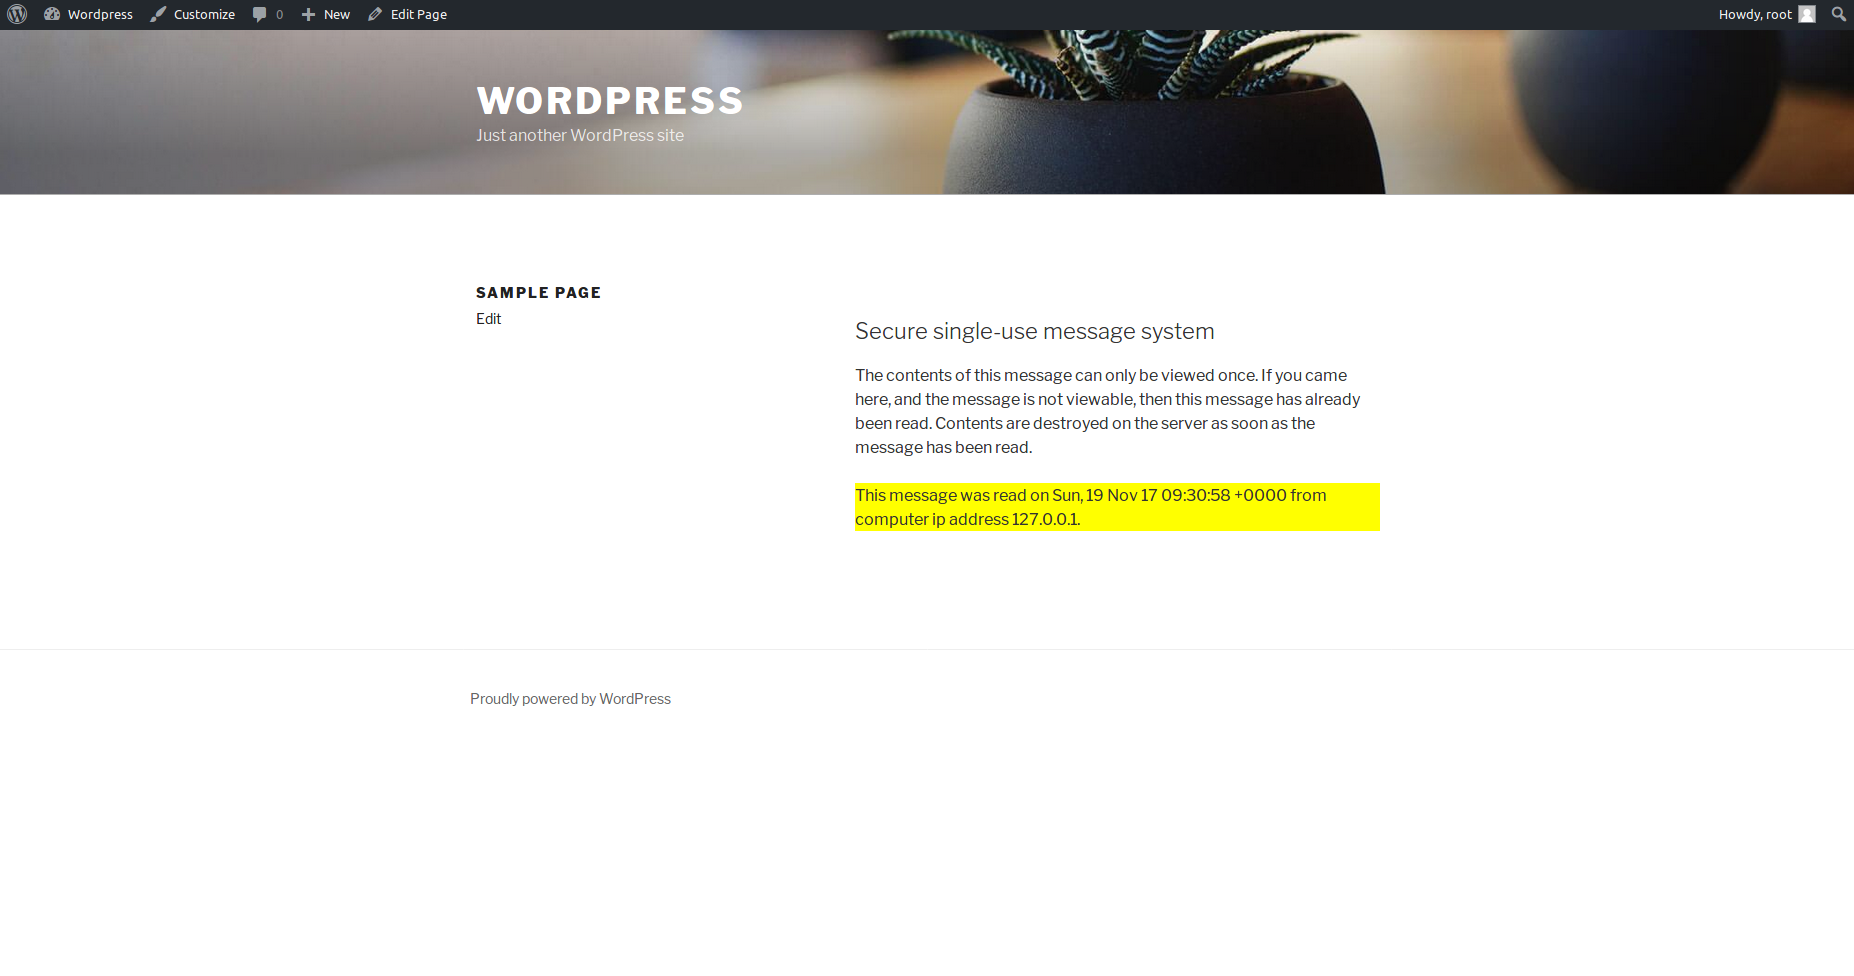 Wordpress Customize 0 New Edit Page Howdy, root
WORDPRESS
Just another WordPress site
SAMPLE PAGE
Edit
Secure single-use message system
The contents of this message can only be viewed once. If you came
here, and the message is not viewable, then this message has already
been read. Contents are destroyed on the server as soon as the
message has been read.
This message was read on Sun, 19 Nov 17 09:30:58 +0000 from
computer ip address 127.0.0.1.
Proudly powered by WordPress